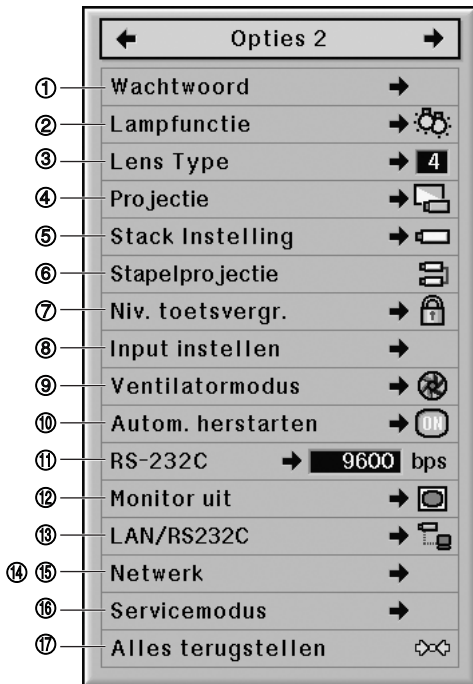 Opties 2
① Wachtwoord
② Lampfunctie
③ Lens Type 4
④ Projectie
⑤ Stack Instelling
⑥ Stapelprojectie
⑦ Niv. toetsvergr.
⑧ Input instellen
⑨ Ventilatormodus
⑩ Autom. herstarten ON
⑪ RS-232C 9600 bps
⑫ Monitor uit
⑬ LAN/RS232C
⑭ ⑮ Netwerk
⑯ Servicemodus
⑰ Alles terugstellen